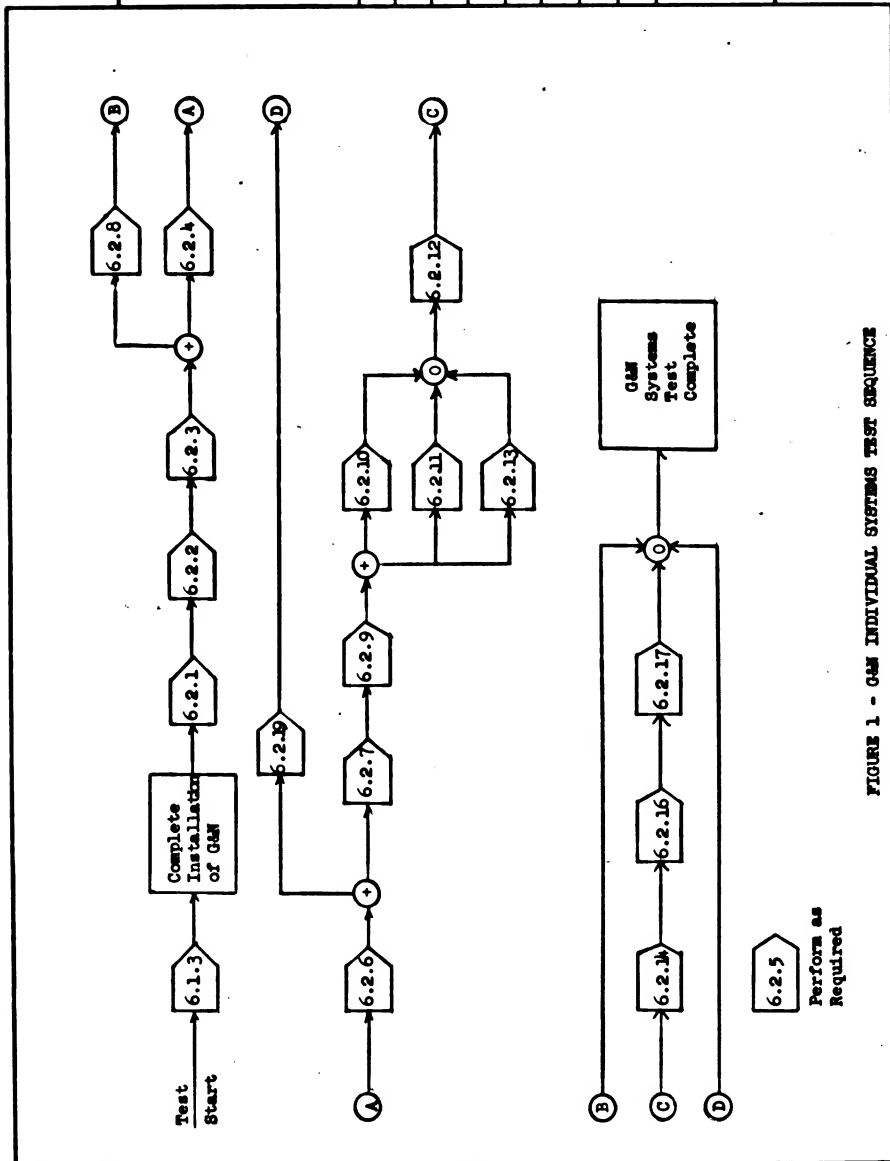 Test
Start
6.1.3
Complete
Installation
of G&N
6.2.1
6.2.2
6.2.3
+
6.2.8
B
6.2.4
A
6.2.19
D
A
6.2.6
+
6.2.7
6.2.9
+
6.2.10
6.2.11
6.2.13
O
6.2.12
C
B
C
D
6.2.14
6.2.16
6.2.17
O
G&N
Systems
Test
Complete
6.2.5
Perform as
Required
FIGURE 1 - G&N INDIVIDUAL SYSTEMS TEST SEQUENCE